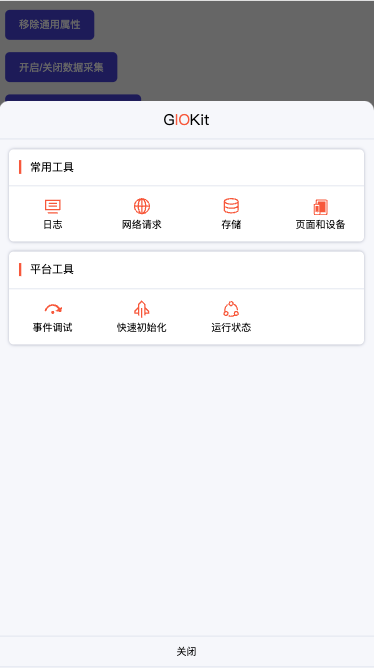 移除通用属性
开启/关闭数据采集
GIOKit
常用工具
日志 网络请求 存储 页面和设备
平台工具
事件调试 快速初始化 运行状态
关闭